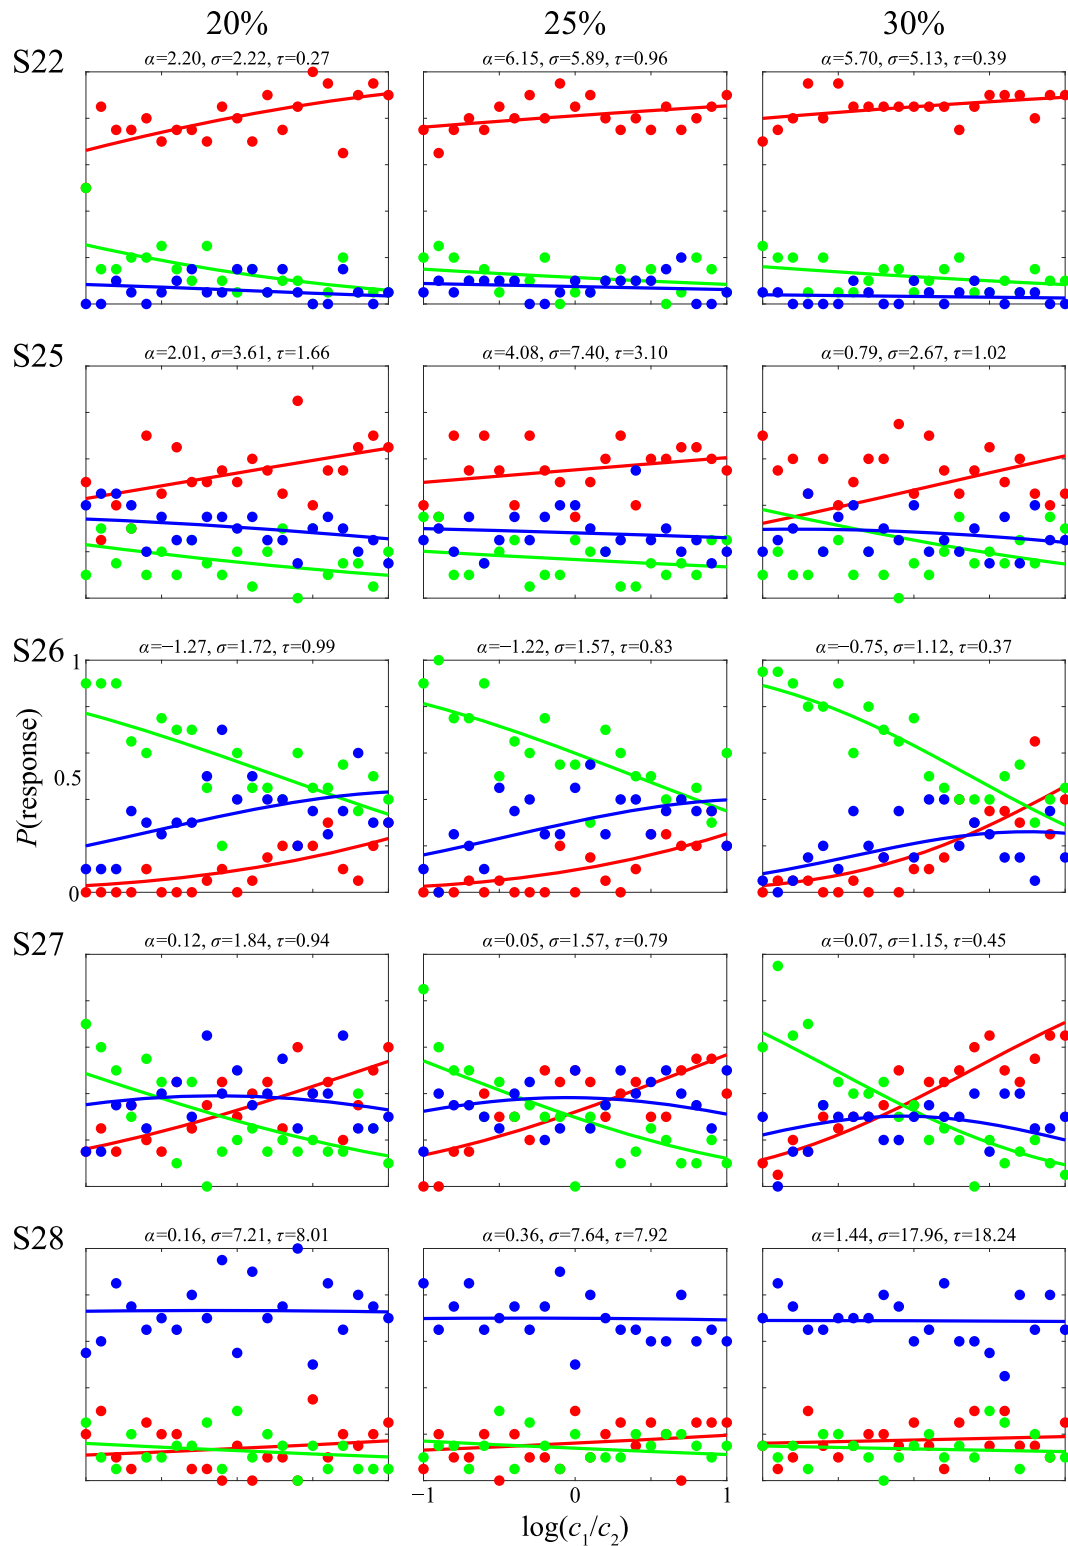 20% 25% 30%
S22
α=2.20, σ=2.22, τ=0.27 α=6.15, σ=5.89, τ=0.96 α=5.70, σ=5.13, τ=0.39
S25
α=2.01, σ=3.61, τ=1.66 α=4.08, σ=7.40, τ=3.10 α=0.79, σ=2.67, τ=1.02
S26
α=−1.27, σ=1.72, τ=0.99 α=−1.22, σ=1.57, τ=0.83 α=−0.75, σ=1.12, τ=0.37
1
0.5
0
P(response)
S27
α=0.12, σ=1.84, τ=0.94 α=0.05, σ=1.57, τ=0.79 α=0.07, σ=1.15, τ=0.45
S28
α=0.16, σ=7.21, τ=8.01 α=0.36, σ=7.64, τ=7.92 α=1.44, σ=17.96, τ=18.24
−1 0 1
log(c₁/c₂)